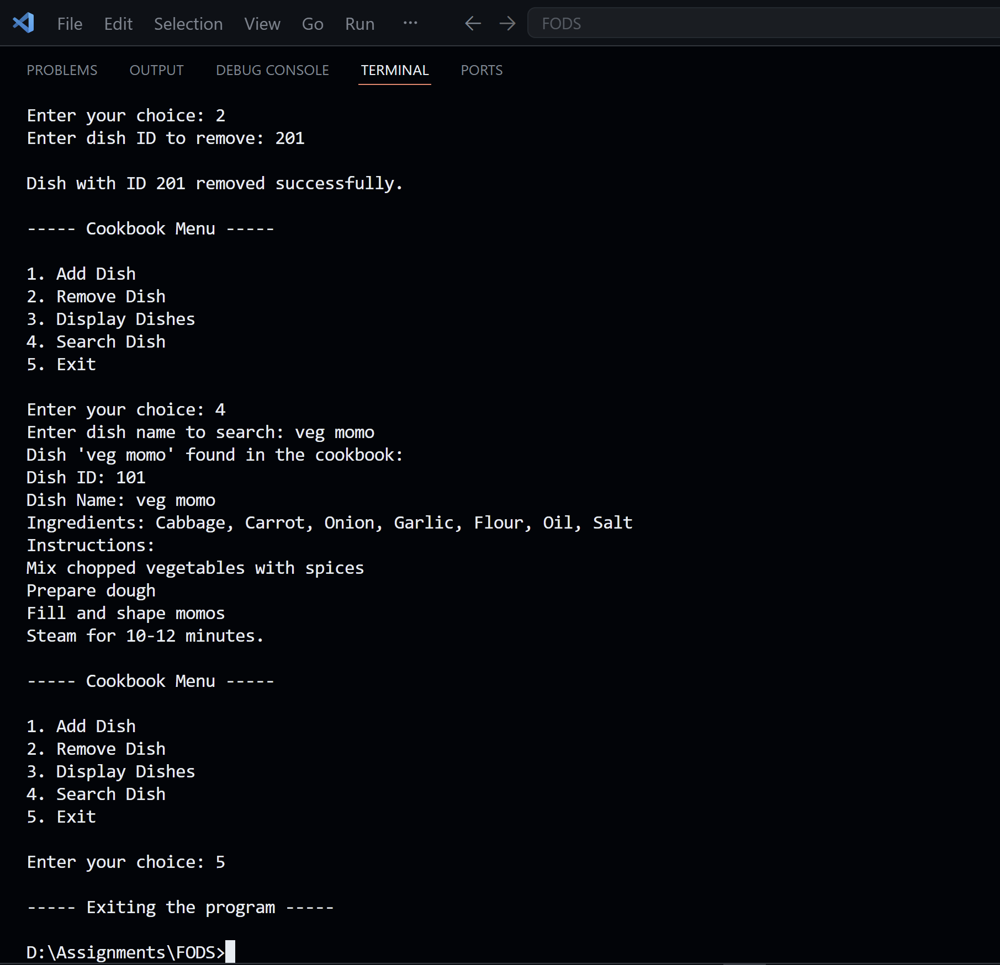 File Edit Selection View Go Run ··· ← → FODS
PROBLEMS OUTPUT DEBUG CONSOLE TERMINAL PORTS
Enter your choice: 2
Enter dish ID to remove: 201
Dish with ID 201 removed successfully.
----- Cookbook Menu -----
1. Add Dish
2. Remove Dish
3. Display Dishes
4. Search Dish
5. Exit
Enter your choice: 4
Enter dish name to search: veg momo
Dish 'veg momo' found in the cookbook:
Dish ID: 101
Dish Name: veg momo
Ingredients: Cabbage, Carrot, Onion, Garlic, Flour, Oil, Salt
Instructions:
Mix chopped vegetables with spices
Prepare dough
Fill and shape momos
Steam for 10-12 minutes.
----- Cookbook Menu -----
1. Add Dish
2. Remove Dish
3. Display Dishes
4. Search Dish
5. Exit
Enter your choice: 5
----- Exiting the program -----
D:\Assignments\FODS>